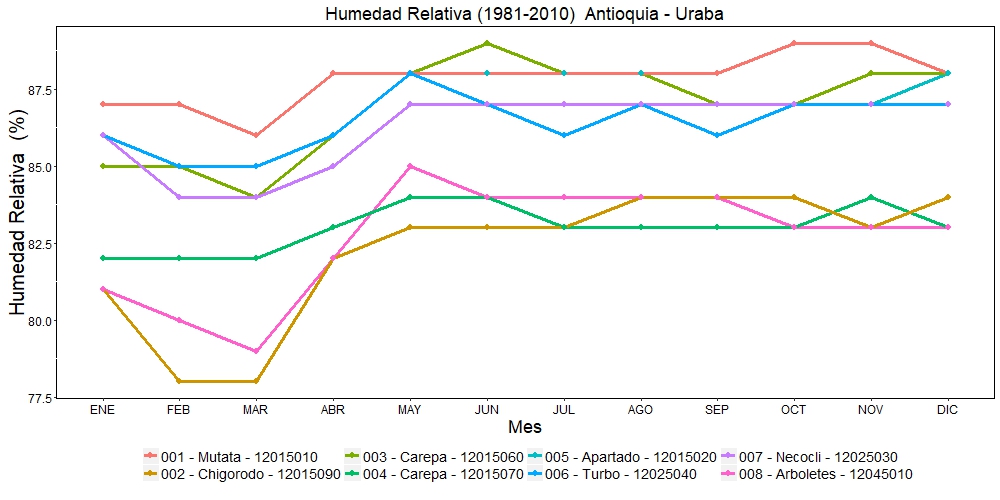 Humedad Relativa (1981-2010)  Antioquia - Uraba
Humedad Relativa  (%)
87.5
85.0
82.5
80.0
77.5
ENE FEB MAR ABR MAY JUN JUL AGO SEP OCT NOV DIC
Mes
001 - Mutata - 12015010 003 - Carepa - 12015060 005 - Apartado - 12015020 007 - Necocli - 12025030
002 - Chigorodo - 12015090 004 - Carepa - 12015070 006 - Turbo - 12025040 008 - Arboletes - 12045010